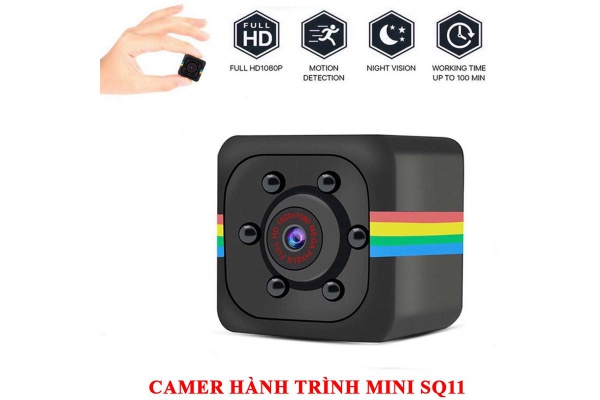 FULL
HD
FULL HD1080P
MOTION
DETECTION
NIGHT VISION
WORKING TIME
UP TO 100 MIN
CAMER HÀNH TRÌNH MINI SQ11